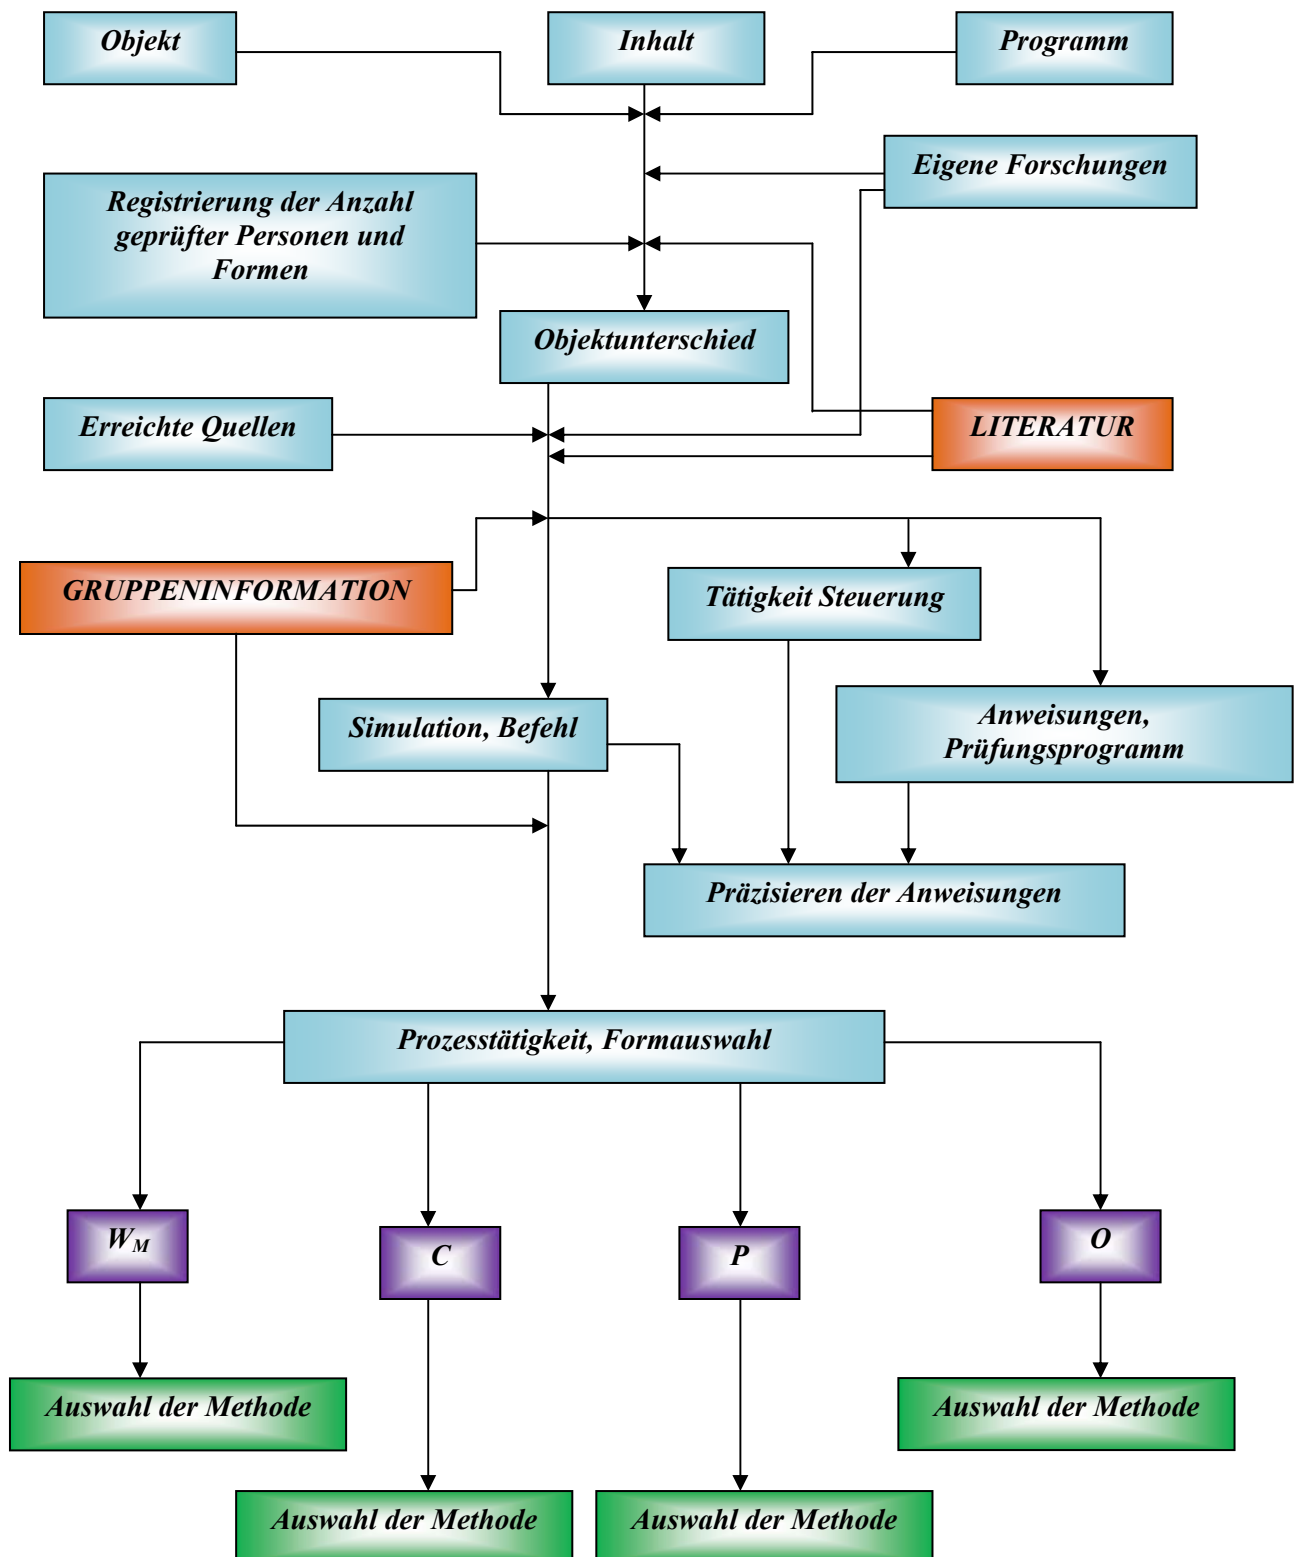 Objekt
Inhalt
Programm
Eigene Forschungen
Registrierung der Anzahl
geprüfter Personen und
Formen
Objektunterschied
Erreichte Quellen
LITERATUR
GRUPPENINFORMATION
Tätigkeit Steuerung
Simulation, Befehl
Anweisungen,
Prüfungsprogramm
Präzisieren der Anweisungen
Prozesstätigkeit, Formauswahl
W_M
C
P
O
Auswahl der Methode
Auswahl der Methode
Auswahl der Methode
Auswahl der Methode